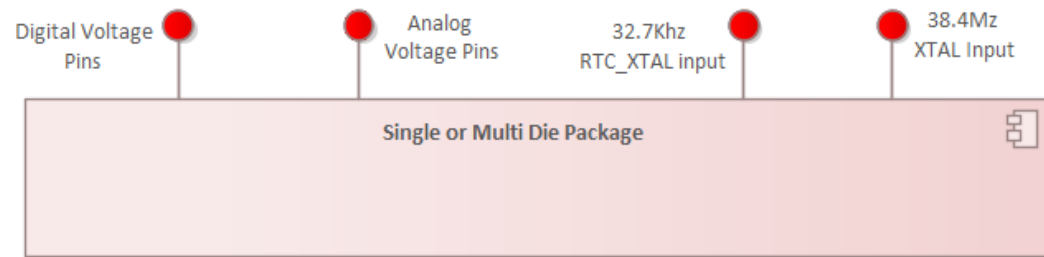 Digital Voltage
Pins
Analog
Voltage Pins
32.7Khz
RTC_XTAL input
38.4Mz
XTAL Input
Single or Multi Die Package